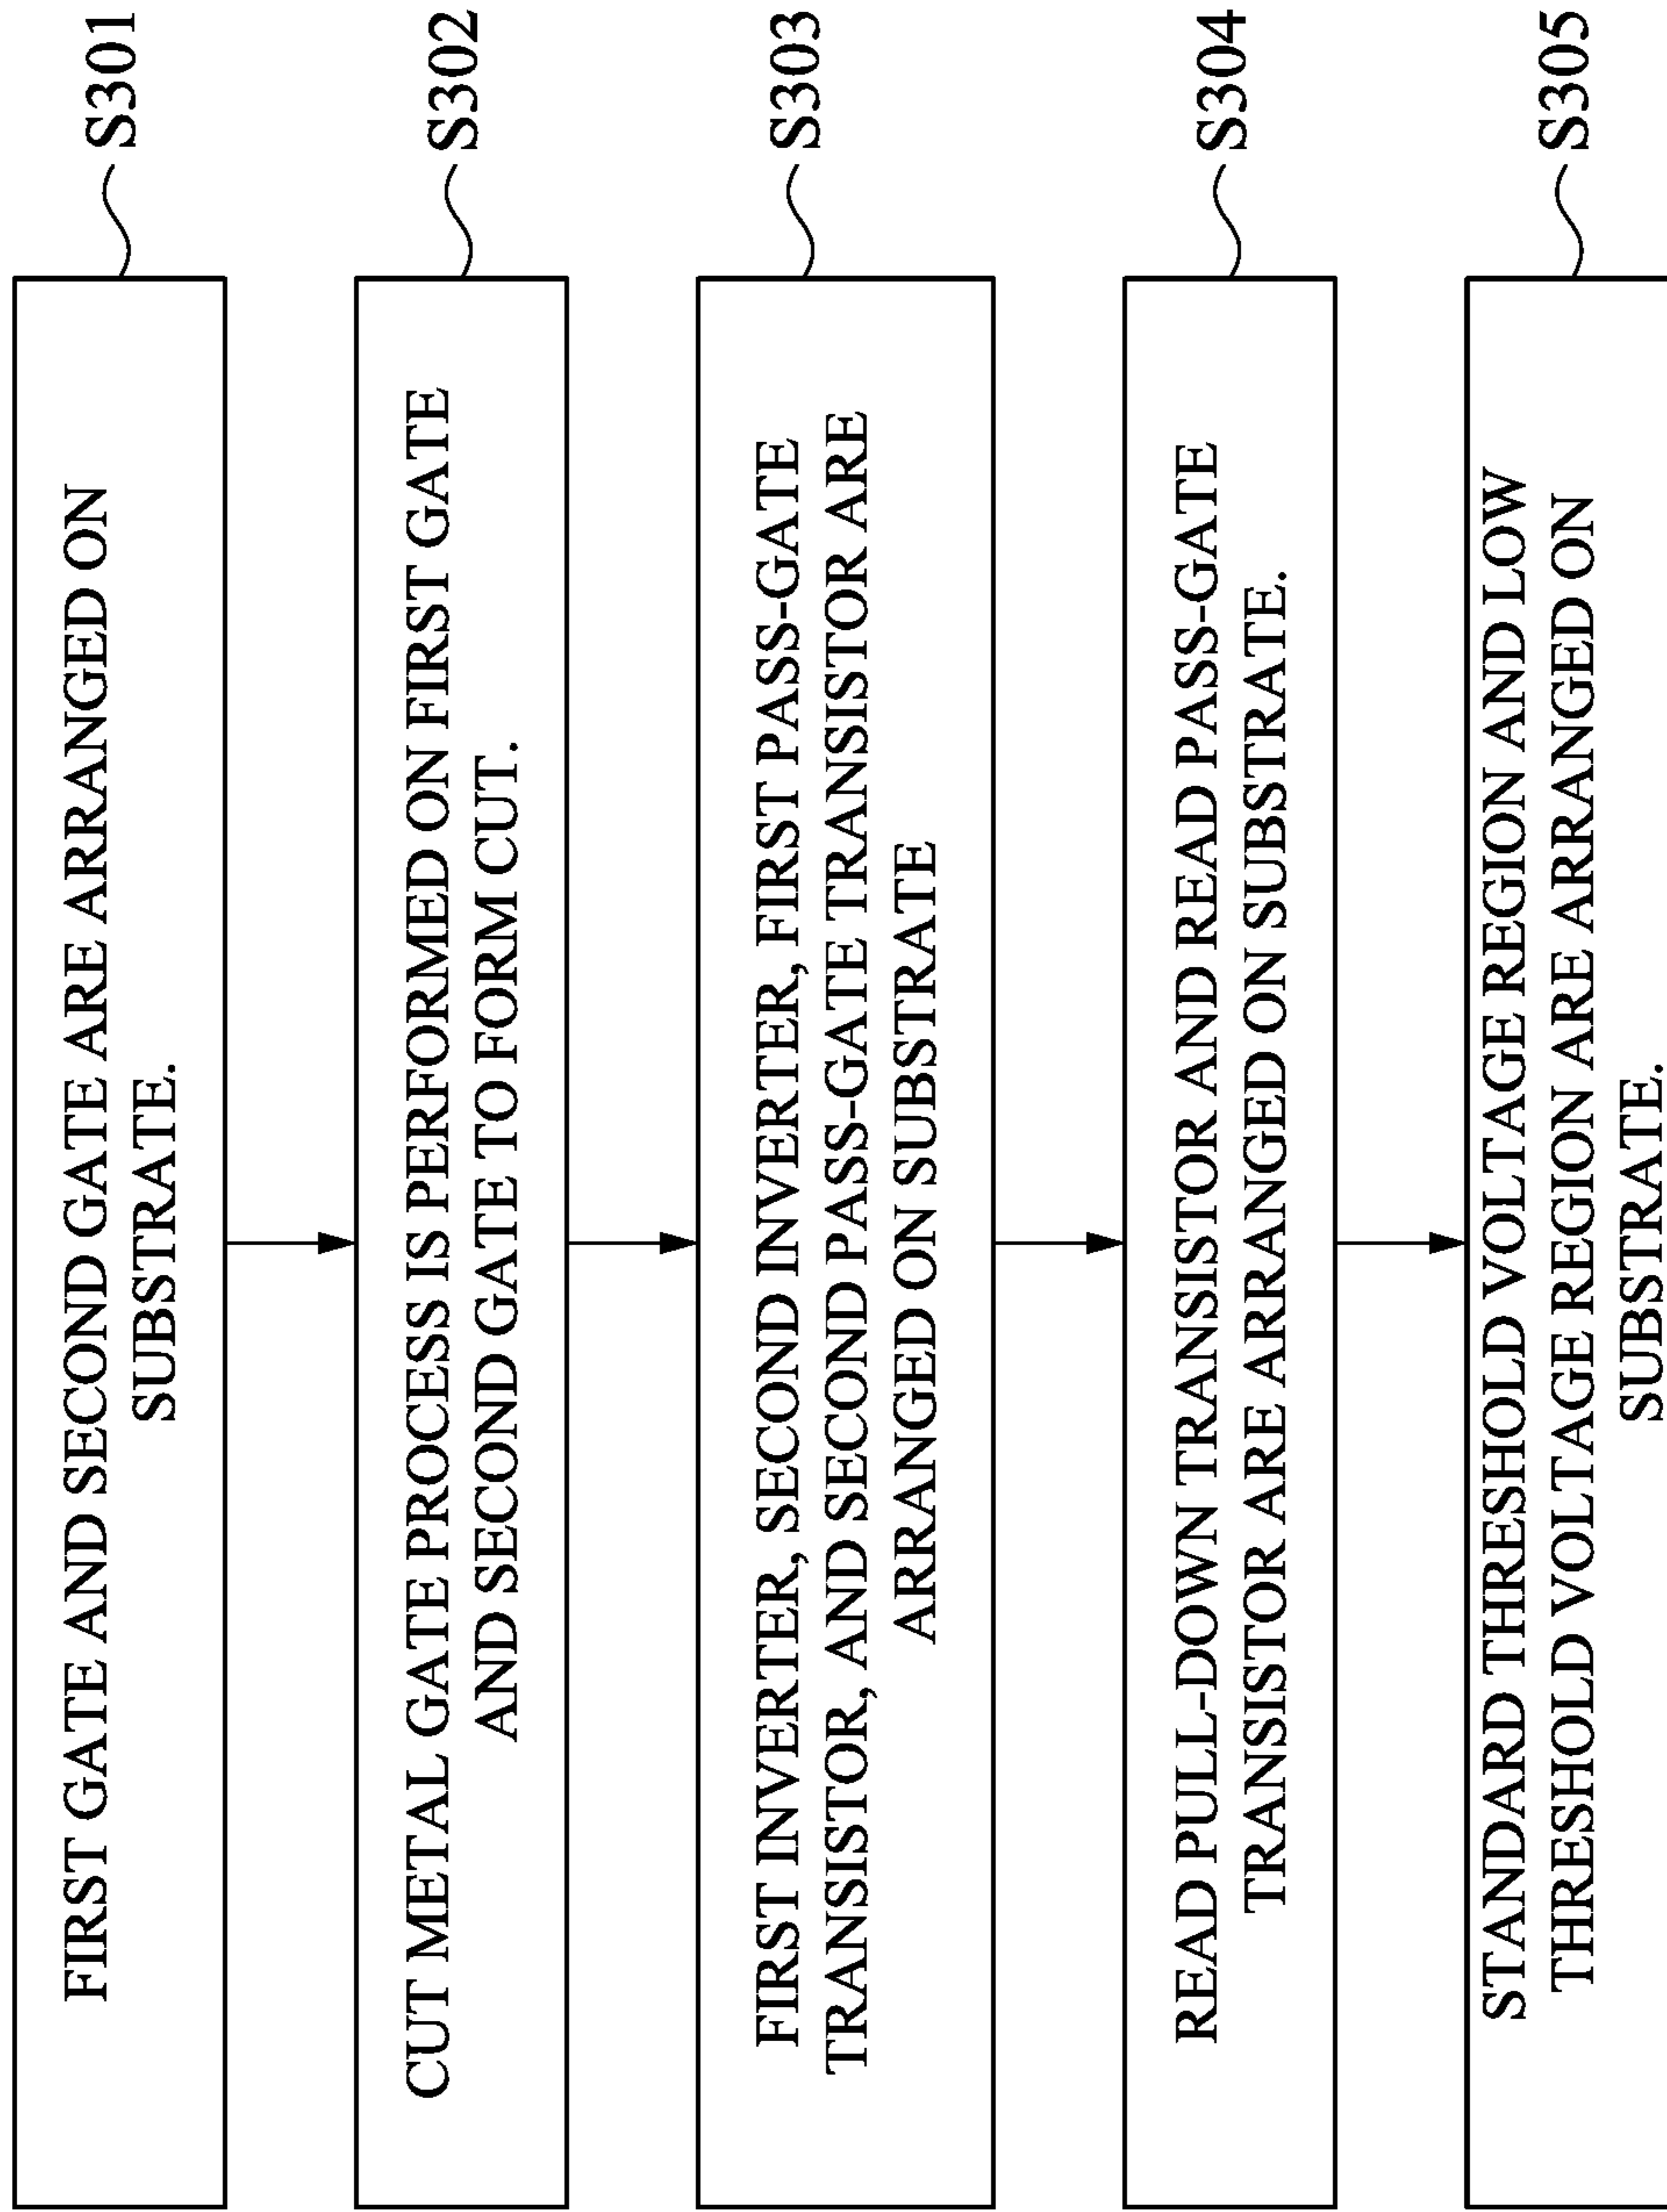 FIRST GATE AND SECOND GATE ARE ARRANGED ON
SUBSTRATE.
S301
CUT METAL GATE PROCESS IS PERFORMED ON FIRST GATE
AND SECOND GATE TO FORM CUT.
S302
FIRST INVERTER, SECOND INVERTER, FIRST PASS-GATE
TRANSISTOR, AND SECOND PASS-GATE TRANSISTOR ARE
ARRANGED ON SUBSTRATE
S303
READ PULL-DOWN TRANSISTOR AND READ PASS-GATE
TRANSISTOR ARE ARRANGED ON SUBSTRATE.
S304
STANDARD THRESHOLD VOLTAGE REGION AND LOW
THRESHOLD VOLTAGE REGION ARE ARRANGED ON
SUBSTRATE.
S305